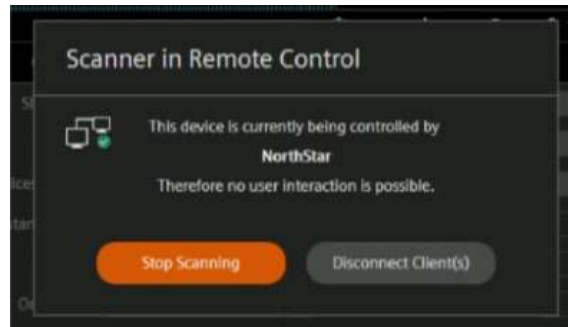 Scanner in Remote Control
This device is currently being controlled by
NorthStar
Therefore no user interaction is possible.
Stop Scanning
Disconnect Client(s)